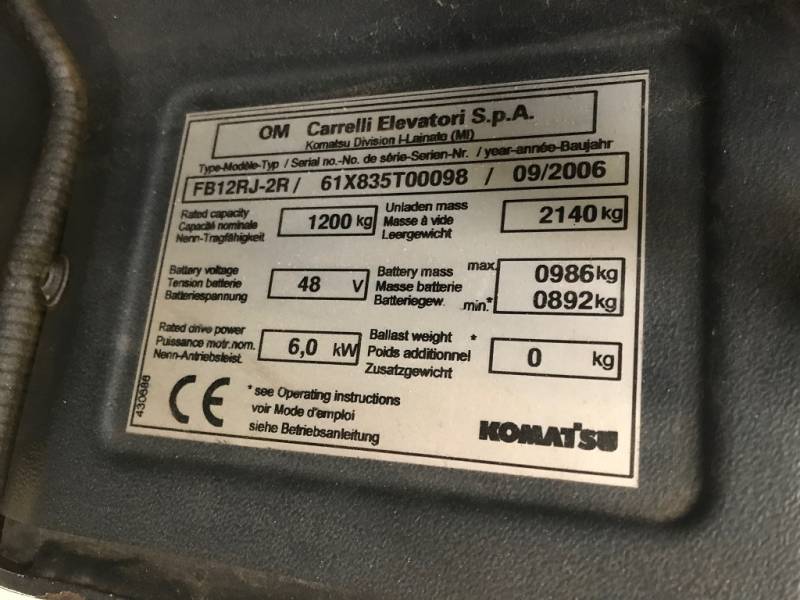 OM Carrelli Elevatori S.p.A.
Komatsu Division I-Lainate (MI)
Type-Modèle-Typ / Serial no.-No. de série-Serien-Nr. / year-année-Baujahr
FB12RJ-2R / 61X835T00098 / 09/2006
Rated capacity
Capacité nominale
Nenn-Tragfähigkeit
1200 kg
Unladen mass
Masse à vide
Leergewicht
2140 kg
Battery voltage
Tension batterie
Batteriespannung
48 V
Battery mass
Masse batterie
Batteriegew.
max.
0986 kg
min.*
0892 kg
Rated drive power
Puissance motr.nom.
Nenn-Antriebsleist.
6,0 kW
Ballast weight *
Poids additionnel
Zusatzgewicht
0 kg
430686
CE
* see Operating instructions
voir Mode d'emploi
siehe Betriebsanleitung
KOMATSU